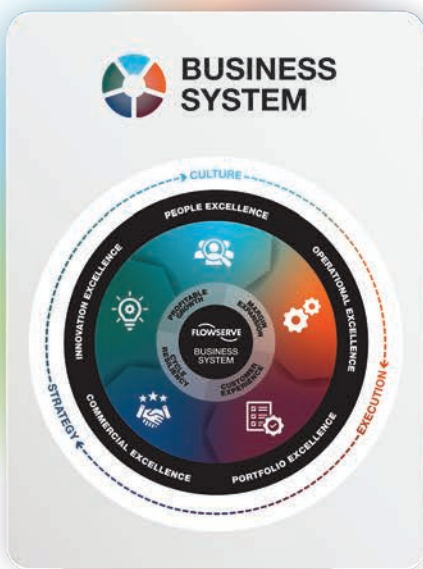 BUSINESS
SYSTEM
CULTURE
PEOPLE EXCELLENCE
OPERATIONAL EXCELLENCE
PORTFOLIO EXCELLENCE
COMMERCIAL EXCELLENCE
INNOVATION EXCELLENCE
EXECUTION
STRATEGY
PROFITABLE
GROWTH
MARGIN
EXPANSION
CUSTOMER
EXPERIENCE
CYCLE
RESILIENCY
FLOWSERVE
BUSINESS
SYSTEM